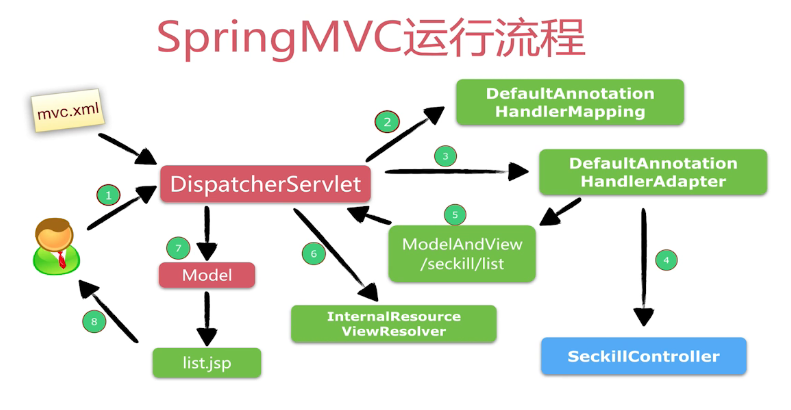 SpringMVC运行流程
mvc.xml
DefaultAnnotation
HandlerMapping
2
3
DefaultAnnotation
HandlerAdapter
DispatcherServlet
1
5
ModelAndView
/seckill/list
4
7
6
Model
InternalResource
ViewResolver
8
list.jsp
SeckillController